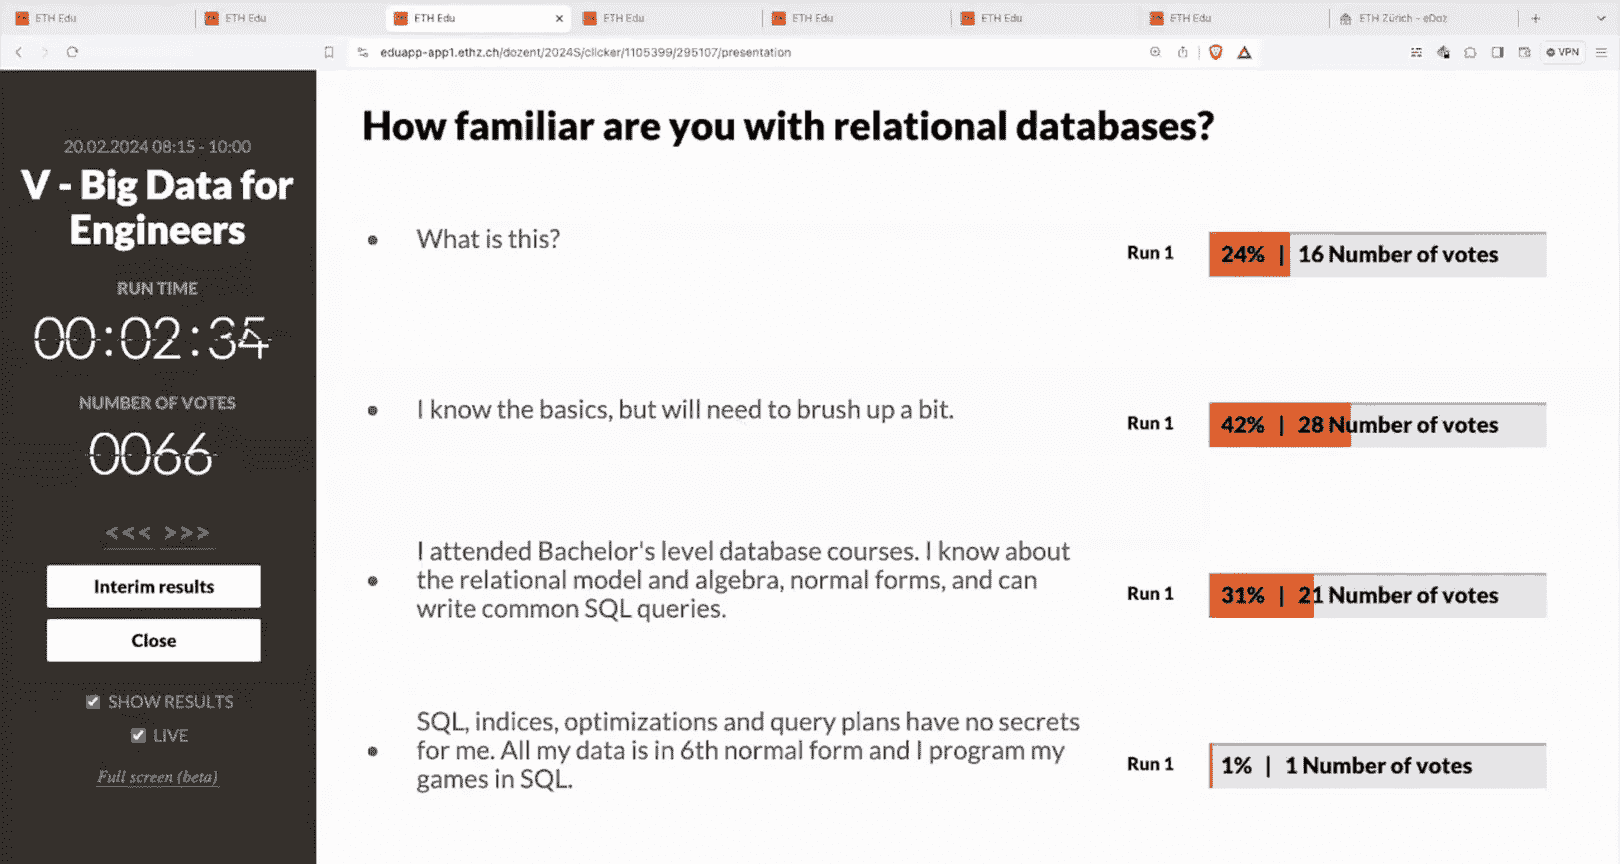 ETH Edu
ETH Edu
ETH Edu
ETH Edu
ETH Edu
ETH Edu
ETH Edu
ETH Zürich - eDoz
eduapp-app1.ethz.ch/dozent/2024S/clicker/1105399/295107/presentation
VPN
20.02.2024 08:15 - 10:00
V - Big Data for
Engineers
RUN TIME
NUMBER OF VOTES
0066
<<< >>>
Interim results
Close
SHOW RESULTS
LIVE
Full screen (beta)
How familiar are you with relational databases?
What is this?
Run 1
24% | 16 Number of votes
I know the basics, but will need to brush up a bit.
Run 1
42% | 28 Number of votes
I attended Bachelor's level database courses. I know about
the relational model and algebra, normal forms, and can
write common SQL queries.
Run 1
31% | 21 Number of votes
SQL, indices, optimizations and query plans have no secrets
for me. All my data is in 6th normal form and I program my
games in SQL.
Run 1
1% | 1 Number of votes